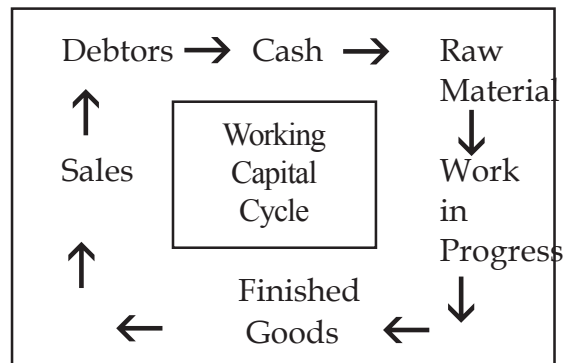 Debtors → Cash → Raw
Material
Working
Capital
Cycle
Sales
Work
in
Progress
Finished
Goods